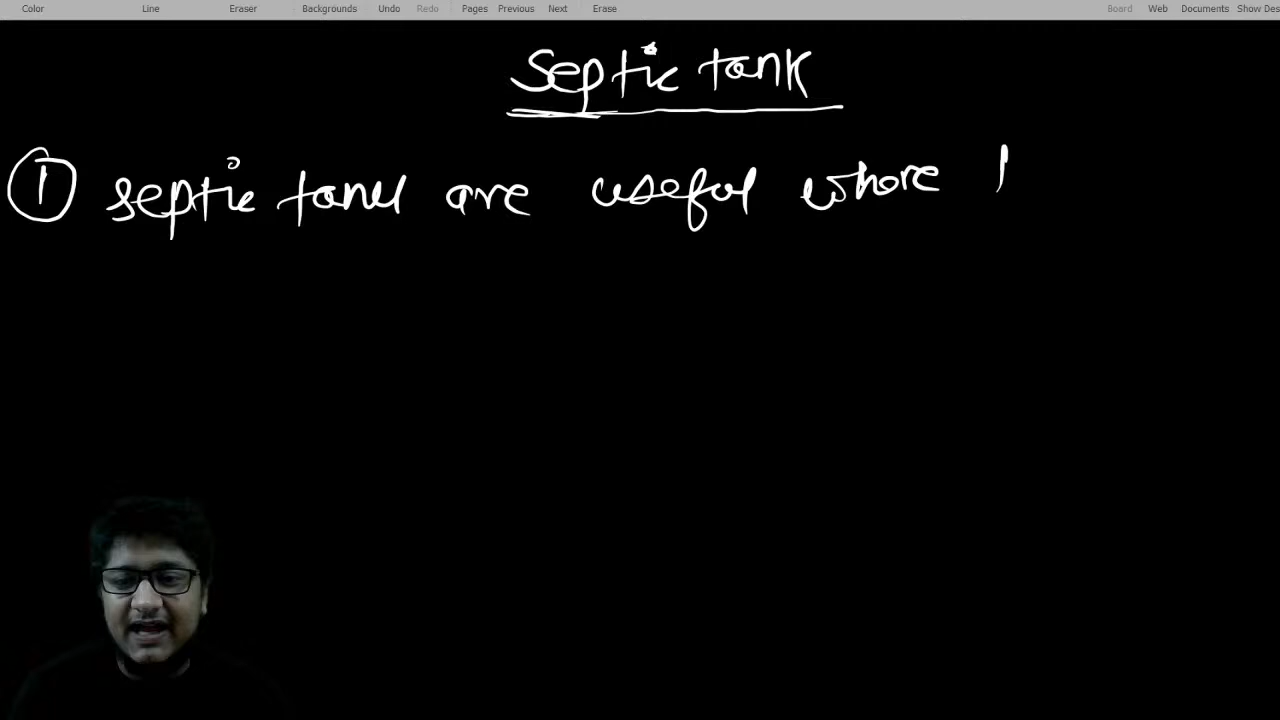 Color Line Eraser Backgrounds Undo Redo Pages Previous Next Erase Board Web Documents Show Des
Septic tank
① septic tank are useful where